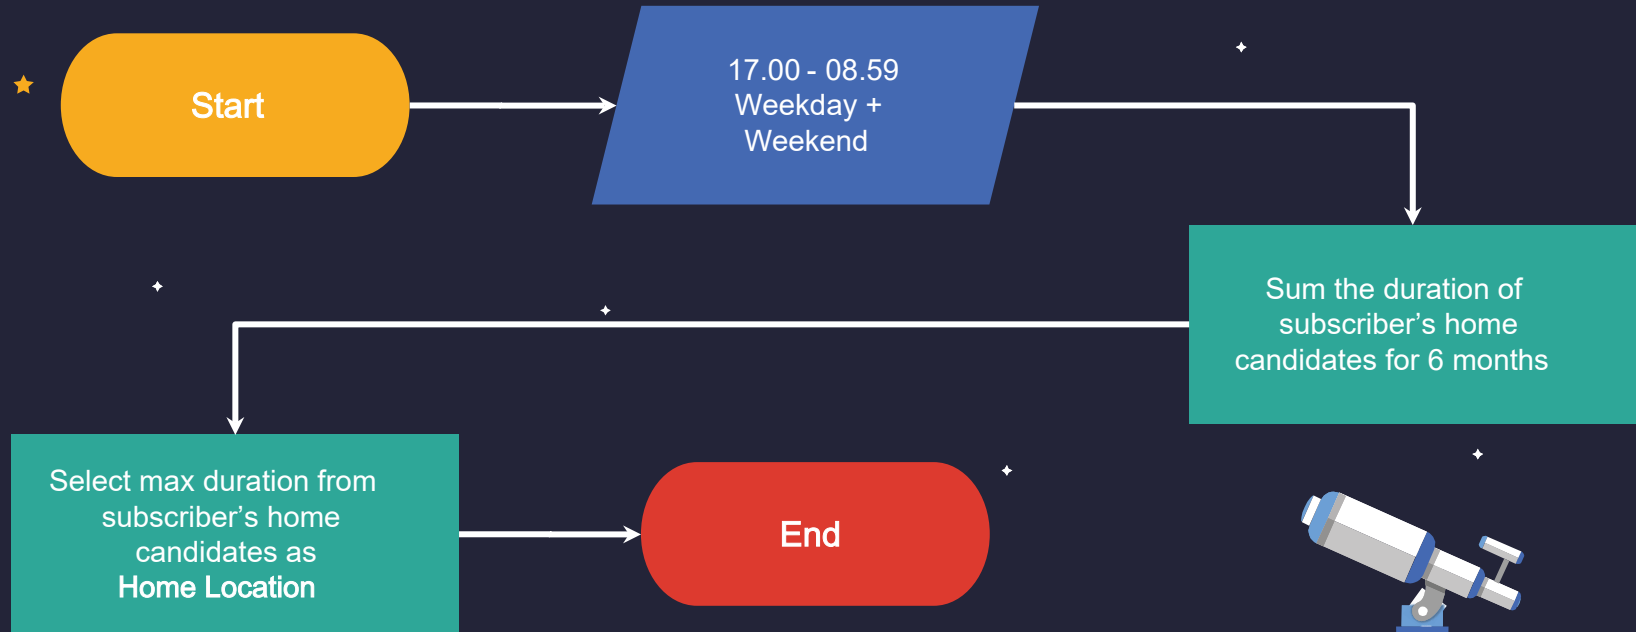 Start
17.00 - 08.59
Weekday +
Weekend
Sum the duration of
subscriber’s home
candidates for 6 months
Select max duration from
subscriber’s home
candidates as
Home Location
End